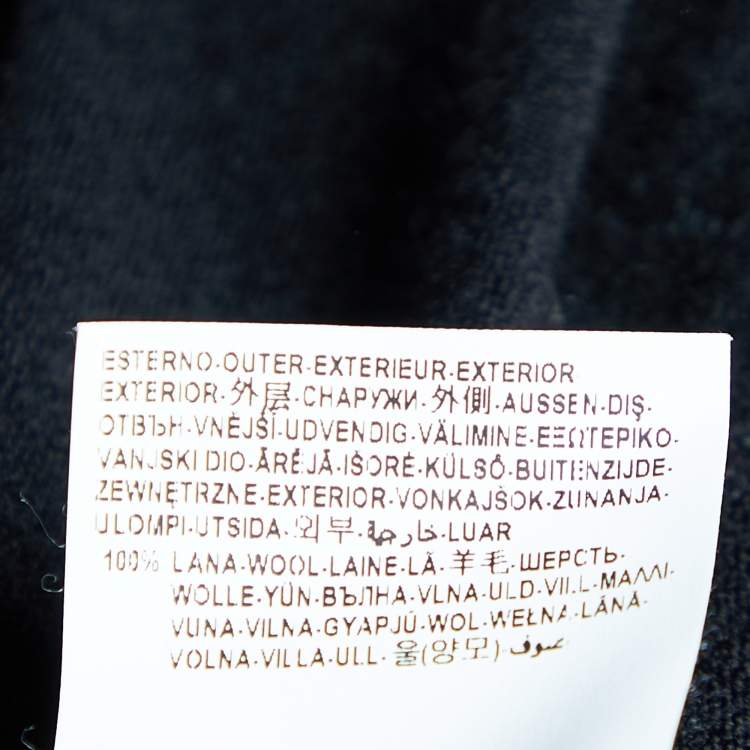 ESTERNO·OUTER·EXTERIEUR·EXTERIOR
EXTERIOR·外层·СНАРУЖИ·外側·AUSSEN·DIŞ·
ОТВЪН·VNĚJŠÍ·UDVENDIG·VÄLIMINE·ΕΞΩΤΕΡΙΚΟ·
VANJSKI DIO·ĀRĒJĀ·IŠORĖ·KÜLSŐ·BUITENZIJDE·
ZEWNĘTRZNE·EXTERIOR·VONKAJŠOK·ZUNANJA·
ULOMPI·UTSIDA·외부·خارجية·LUAR
100% LANA·WOOL·LAINE·LÃ·羊毛·ШЕРСТЬ·
WOLLE·YÜN·ВЪЛНА·VLNA·ULD·VILL·ΜΑΛΛΙ·
VUNA·VILNA·GYAPJÚ·WOL·WEŁNA·LÂNĂ·
VOLNA·VILLA·ULL·울(양모)·صوف